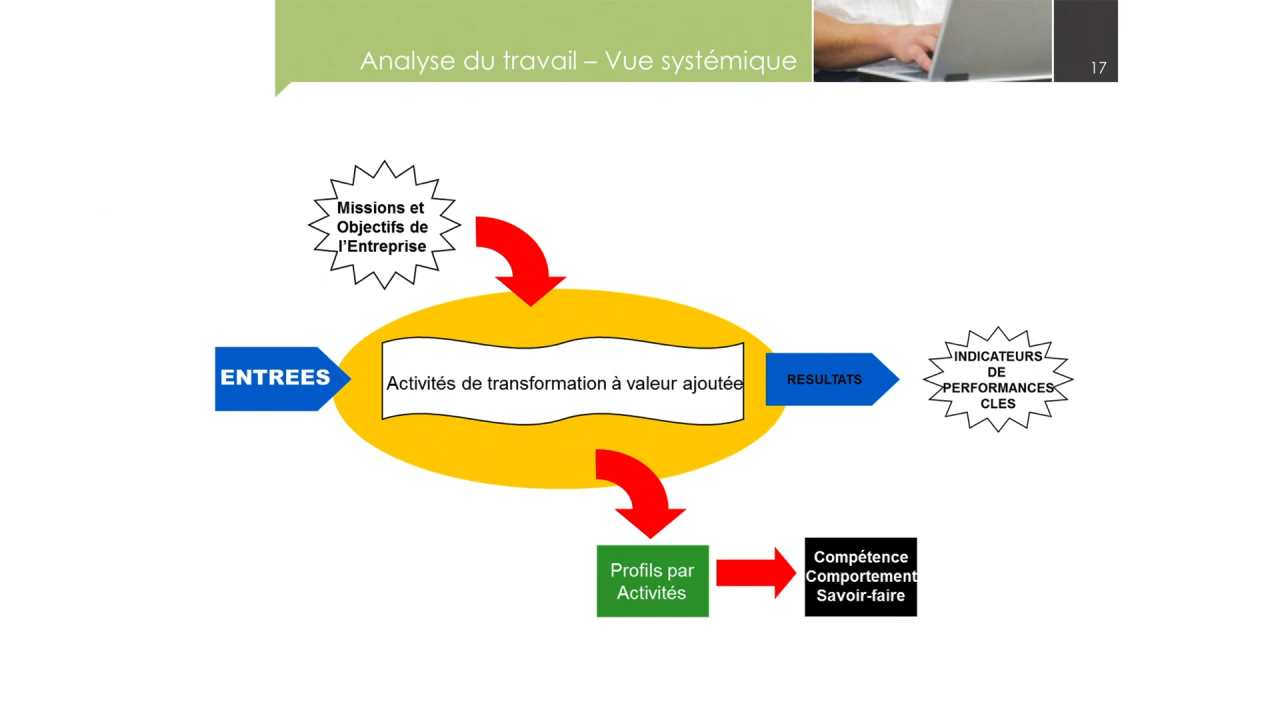 Analyse du travail – Vue systémique
17
Missions et
Objectifs de
l’Entreprise
ENTREES
Activités de transformation à valeur ajoutée
RESULTATS
INDICATEURS
DE
PERFORMANCES
CLES
Profils par
Activités
Compétence
Comportement
Savoir-faire